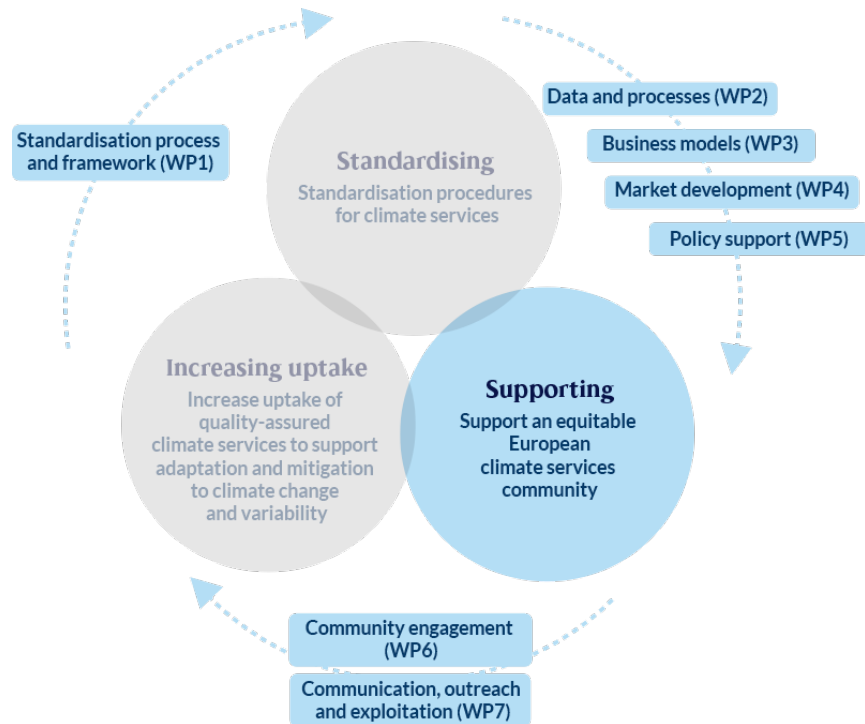 Standardisation process
and framework (WP1)
Data and processes (WP2)
Business models (WP3)
Market development (WP4)
Policy support (WP5)
Standardising
Standardisation procedures
for climate services
Increasing uptake
Increase uptake of
quality-assured
climate services to support
adaptation and mitigation
to climate change
and variability
Supporting
Support an equitable
European
climate services
community
Community engagement
(WP6)
Communication, outreach
and exploitation (WP7)